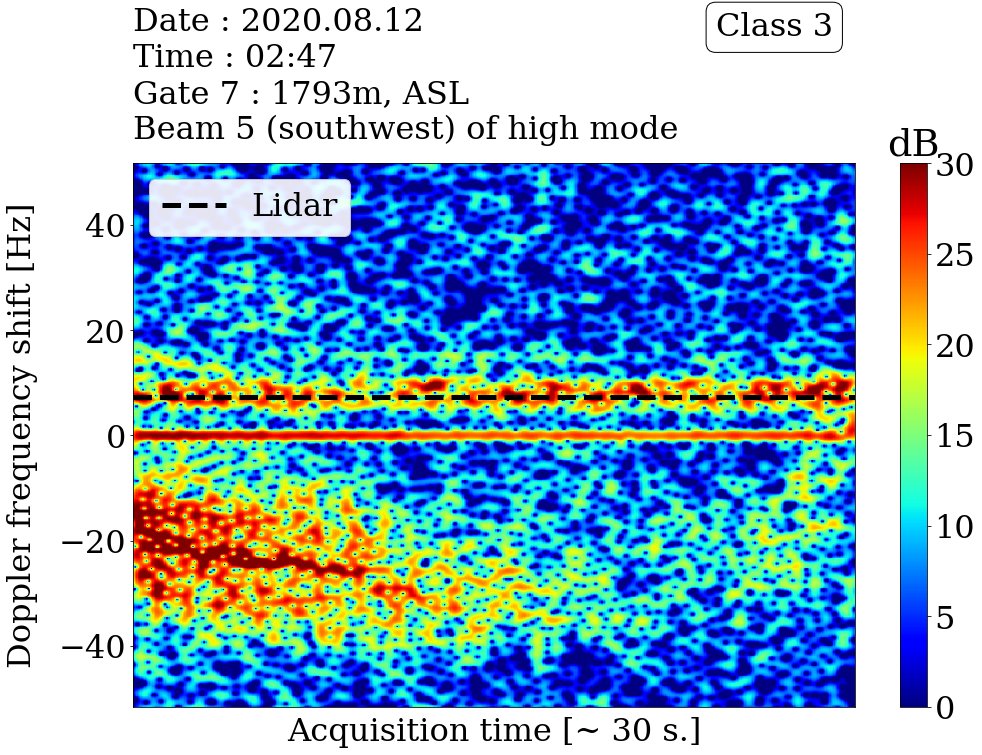 Date : 2020.08.12
Time : 02:47
Gate 7 : 1793m, ASL
Beam 5 (southwest) of high mode
Class 3
dB
Lidar
Doppler frequency shift [Hz]
40
20
0
−20
−40
30
25
20
15
10
5
0
Acquisition time [~ 30 s.]